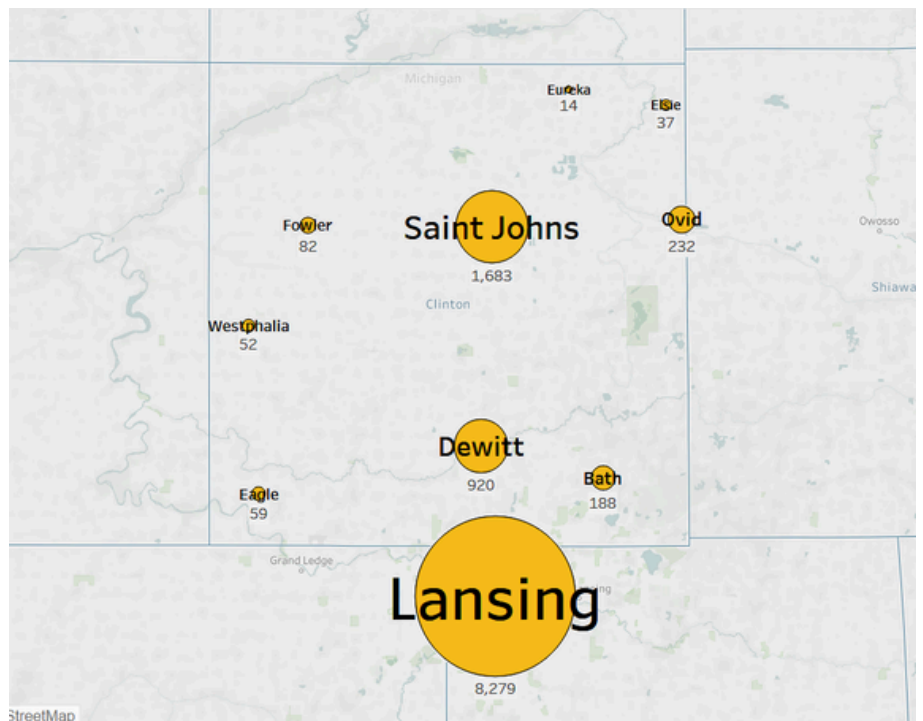 Michigan
Eureka
14
Elsie
37
Fowler
82
Saint Johns
1,683
Ovid
232
Owosso
Shiawa
Clinton
Westphalia
52
Dewitt
920
Bath
188
Eagle
59
Grand Ledge
Lansing
8,279
StreetMap